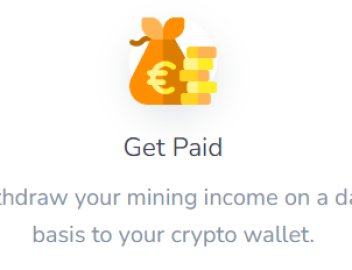 €
Get Paid
thdraw your mining income on a da
basis to your crypto wallet.